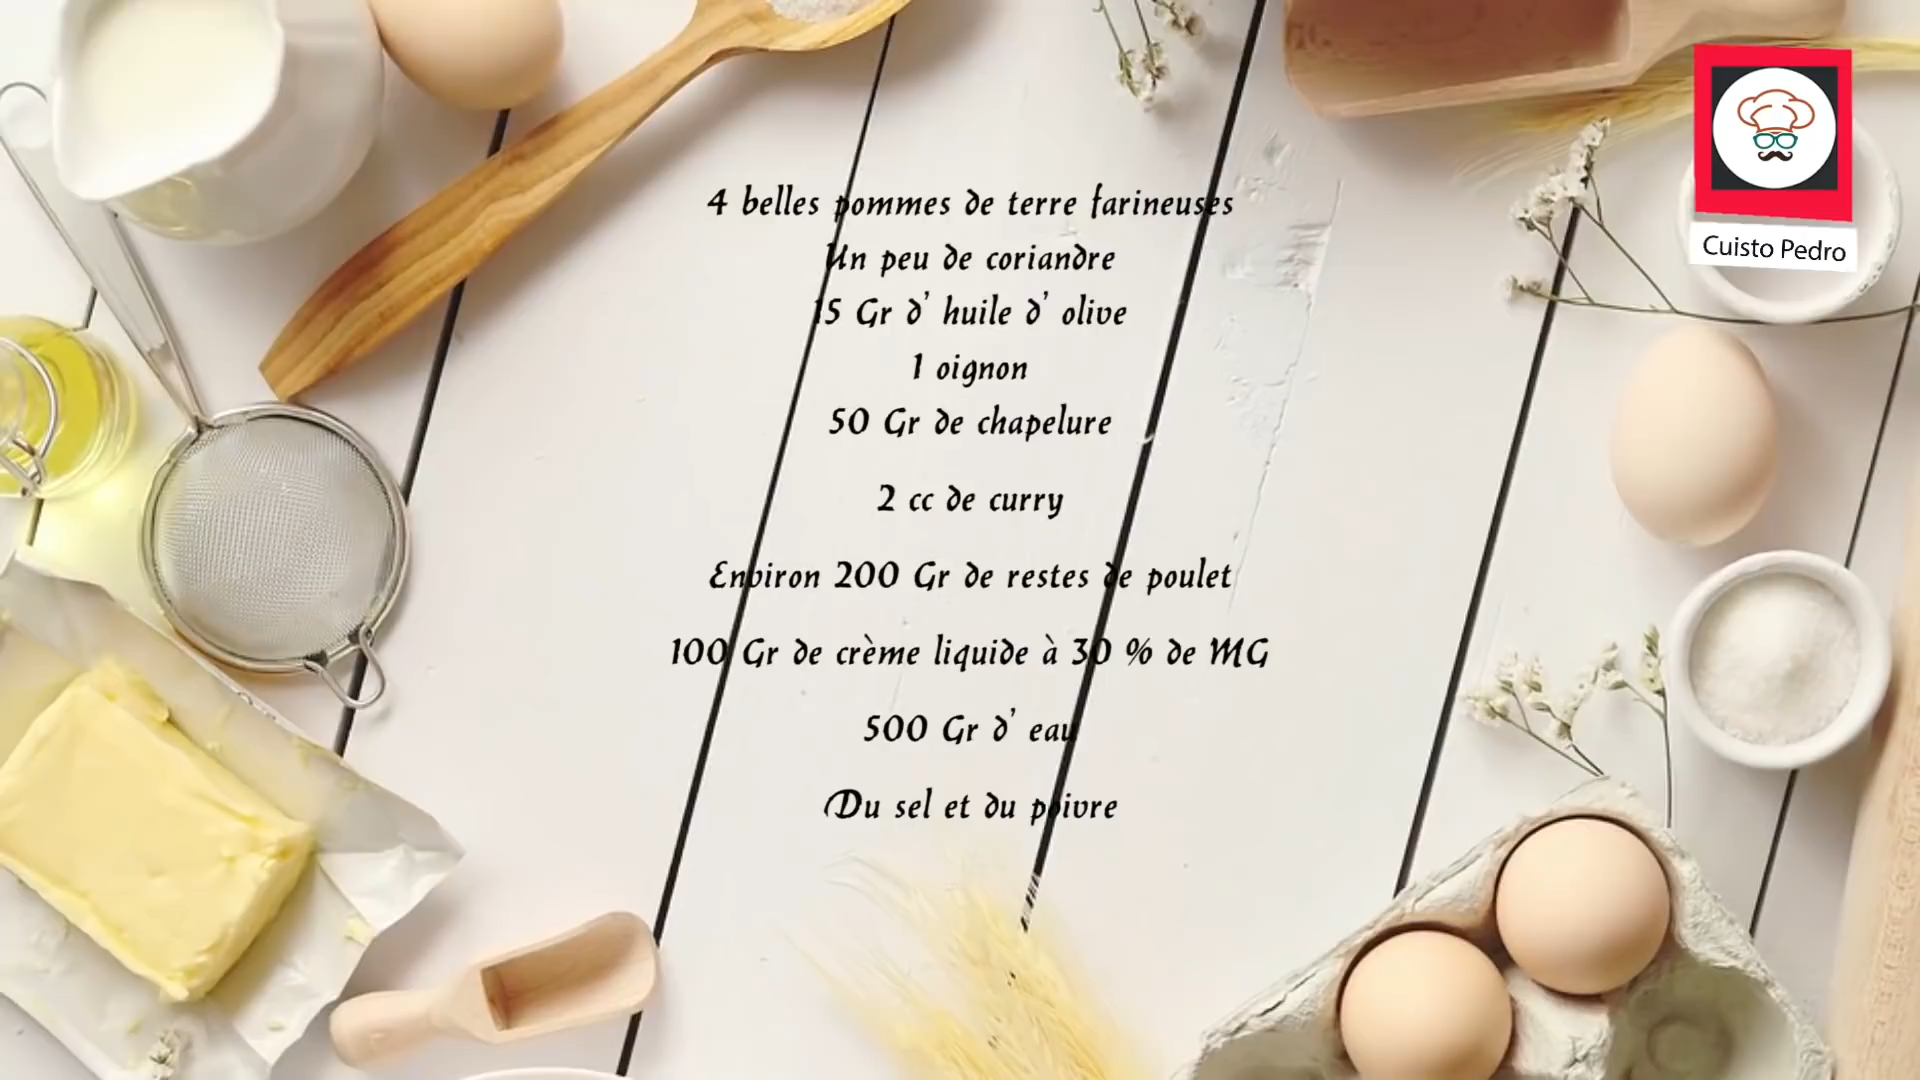 4 belles pommes de terre farineuses
Un peu de coriandre
15 Gr d' huile d' olive
1 oignon
50 Gr de chapelure
2 cc de curry
Environ 200 Gr de restes de poulet
100 Gr de crème liquide à 30 % de MG
500 Gr d' eau
Du sel et du poivre
Cuisto Pedro